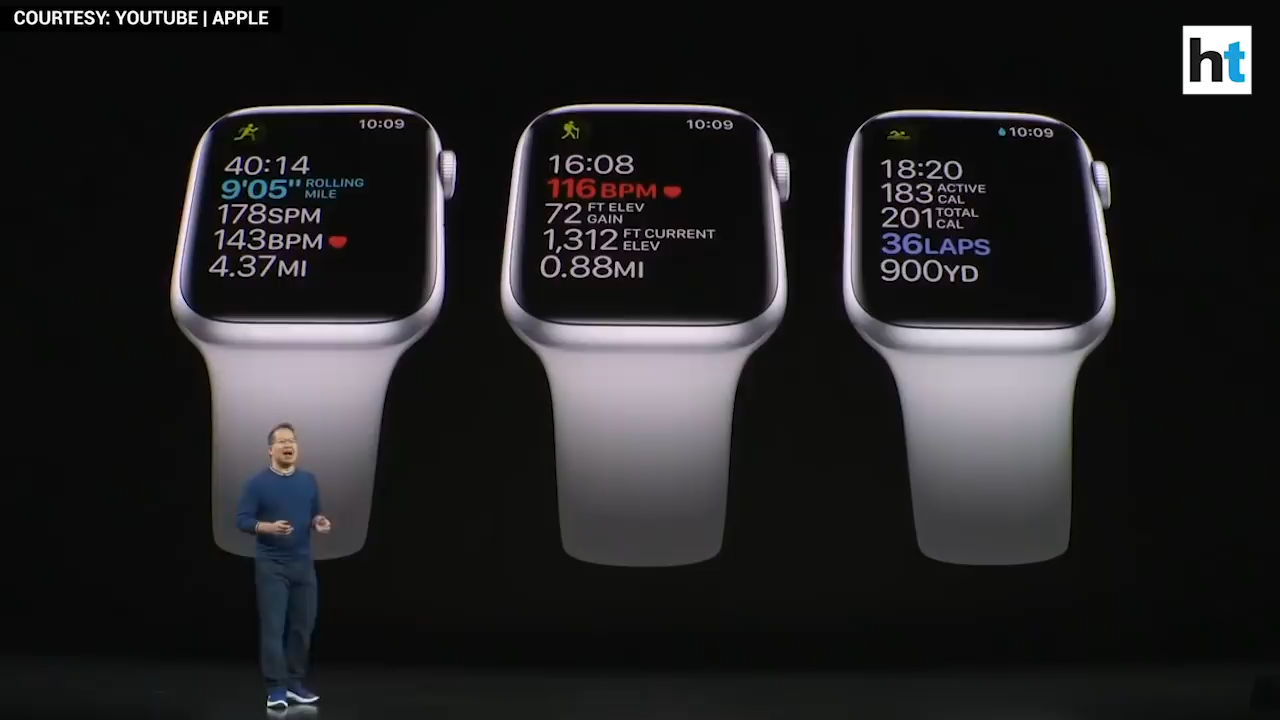 COURTESY: YOUTUBE | APPLE
ht
10:09
40:14
9'05" ROLLING MILE
178SPM
143BPM
4.37MI
10:09
16:08
116BPM
72 FT ELEV GAIN
1,312 FT CURRENT ELEV
0.88MI
10:09
18:20
183 ACTIVE CAL
201 TOTAL CAL
36LAPS
900YD